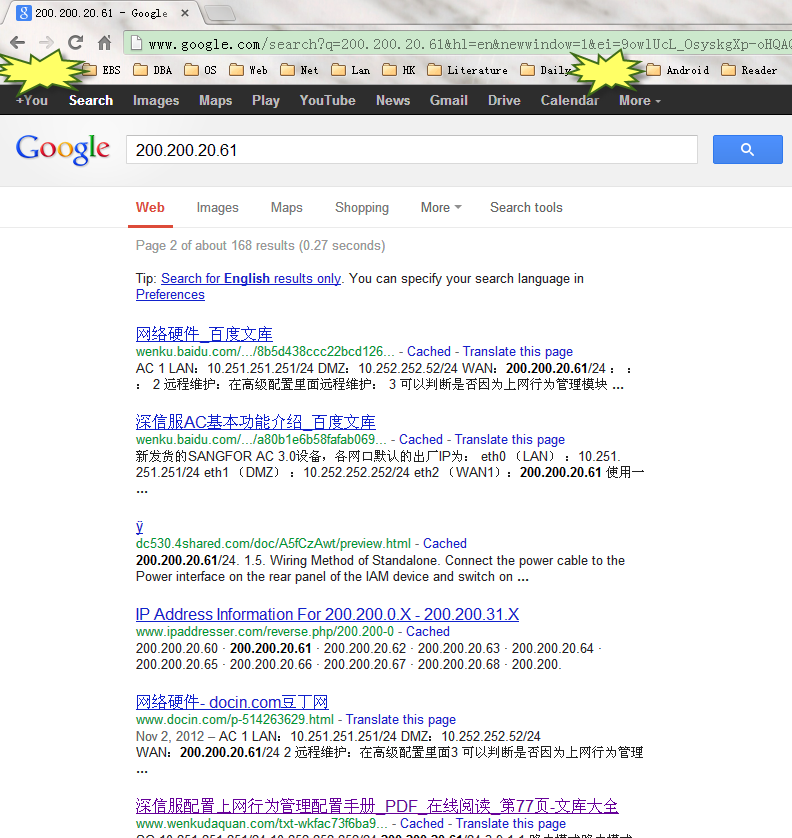 200.200.20.61 - Google
www.google.com/search?q=200.200.20.61&hl=en&newwindow=1&ei=9owlUcL_OsyskgXp-oHQAG
EBS DBA OS Web Net Lan HK Literature Daily Android Reader
+You Search Images Maps Play YouTube News Gmail Drive Calendar More
Google 200.200.20.61
Web Images Maps Shopping More Search tools
Page 2 of about 168 results (0.27 seconds)
Tip: Search for English results only. You can specify your search language in
Preferences
网络硬件_百度文库
wenku.baidu.com/.../8b5d438ccc22bcd126... - Cached - Translate this page
AC 1 LAN：10.251.251.251/24 DMZ：10.252.252.52/24 WAN：200.200.20.61/24 ： ：
： 2 远程维护：在高级配置里面远程维护： 3 可以判断是否因为上网行为管理模块 ...
深信服AC基本功能介绍_百度文库
wenku.baidu.com/.../a80b1e6b58fafab069... - Cached - Translate this page
新发货的SANGFOR AC 3.0设备，各网口默认的出厂IP为： eth0 （LAN） ：10.251.
251.251/24 eth1 （DMZ） ：10.252.252.252/24 eth2 （WAN1）：200.200.20.61 使用一
...
ÿ
dc530.4shared.com/doc/A5fCzAwt/preview.html - Cached
200.200.20.61/24. 1.5. Wiring Method of Standalone. Connect the power cable to the
Power interface on the rear panel of the IAM device and switch on ...
IP Address Information For 200.200.0.X - 200.200.31.X
www.ipaddresser.com/reverse.php/200.200-0 - Cached
200.200.20.60 · 200.200.20.61 · 200.200.20.62 · 200.200.20.63 · 200.200.20.64 ·
200.200.20.65 · 200.200.20.66 · 200.200.20.67 · 200.200.20.68 · 200.200.
网络硬件- docin.com豆丁网
www.docin.com/p-514263629.html - Translate this page
Nov 2, 2012 – AC 1 LAN：10.251.251.251/24 DMZ：10.252.252.52/24
WAN：200.200.20.61/24 2 远程维护：在高级配置里面3 可以判断是否因为上网行为管理
...
深信服配置上网行为管理配置手册_PDF_在线阅读_第77页-文库大全
www.wenkudaquan.com/txt-wkfac73f6ba9... - Cached - Translate this page